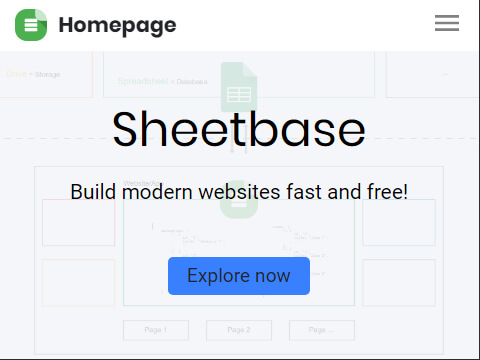 Homepage
Drive = Storage
Spreadsheet = Database
Sheetbase
Build modern websites fast and free!
Explore now
Page 1
Page 2
Page ...